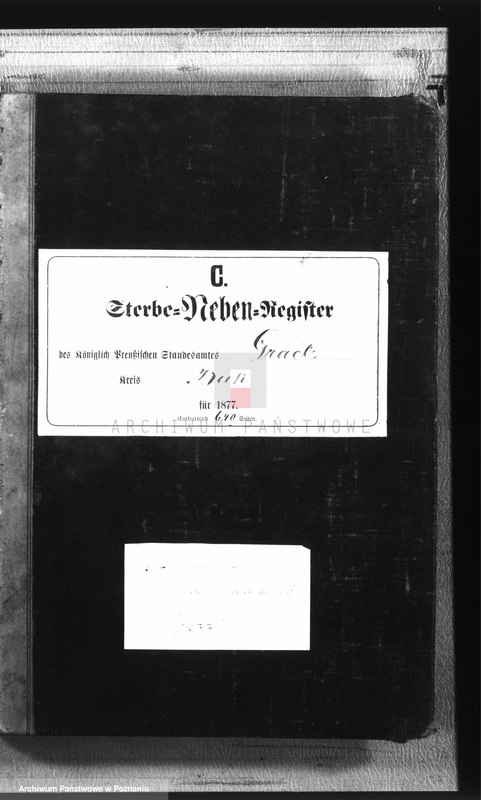 C.
Sterbe=Neben=Register
des Königlich Preußischen Standesamtes Graetz
Kreis
für 1877.
Enthaltend 640 Seiten.
ARCHIWUM PAŃSTWOWE
Archiwum Państwowe w Poznaniu